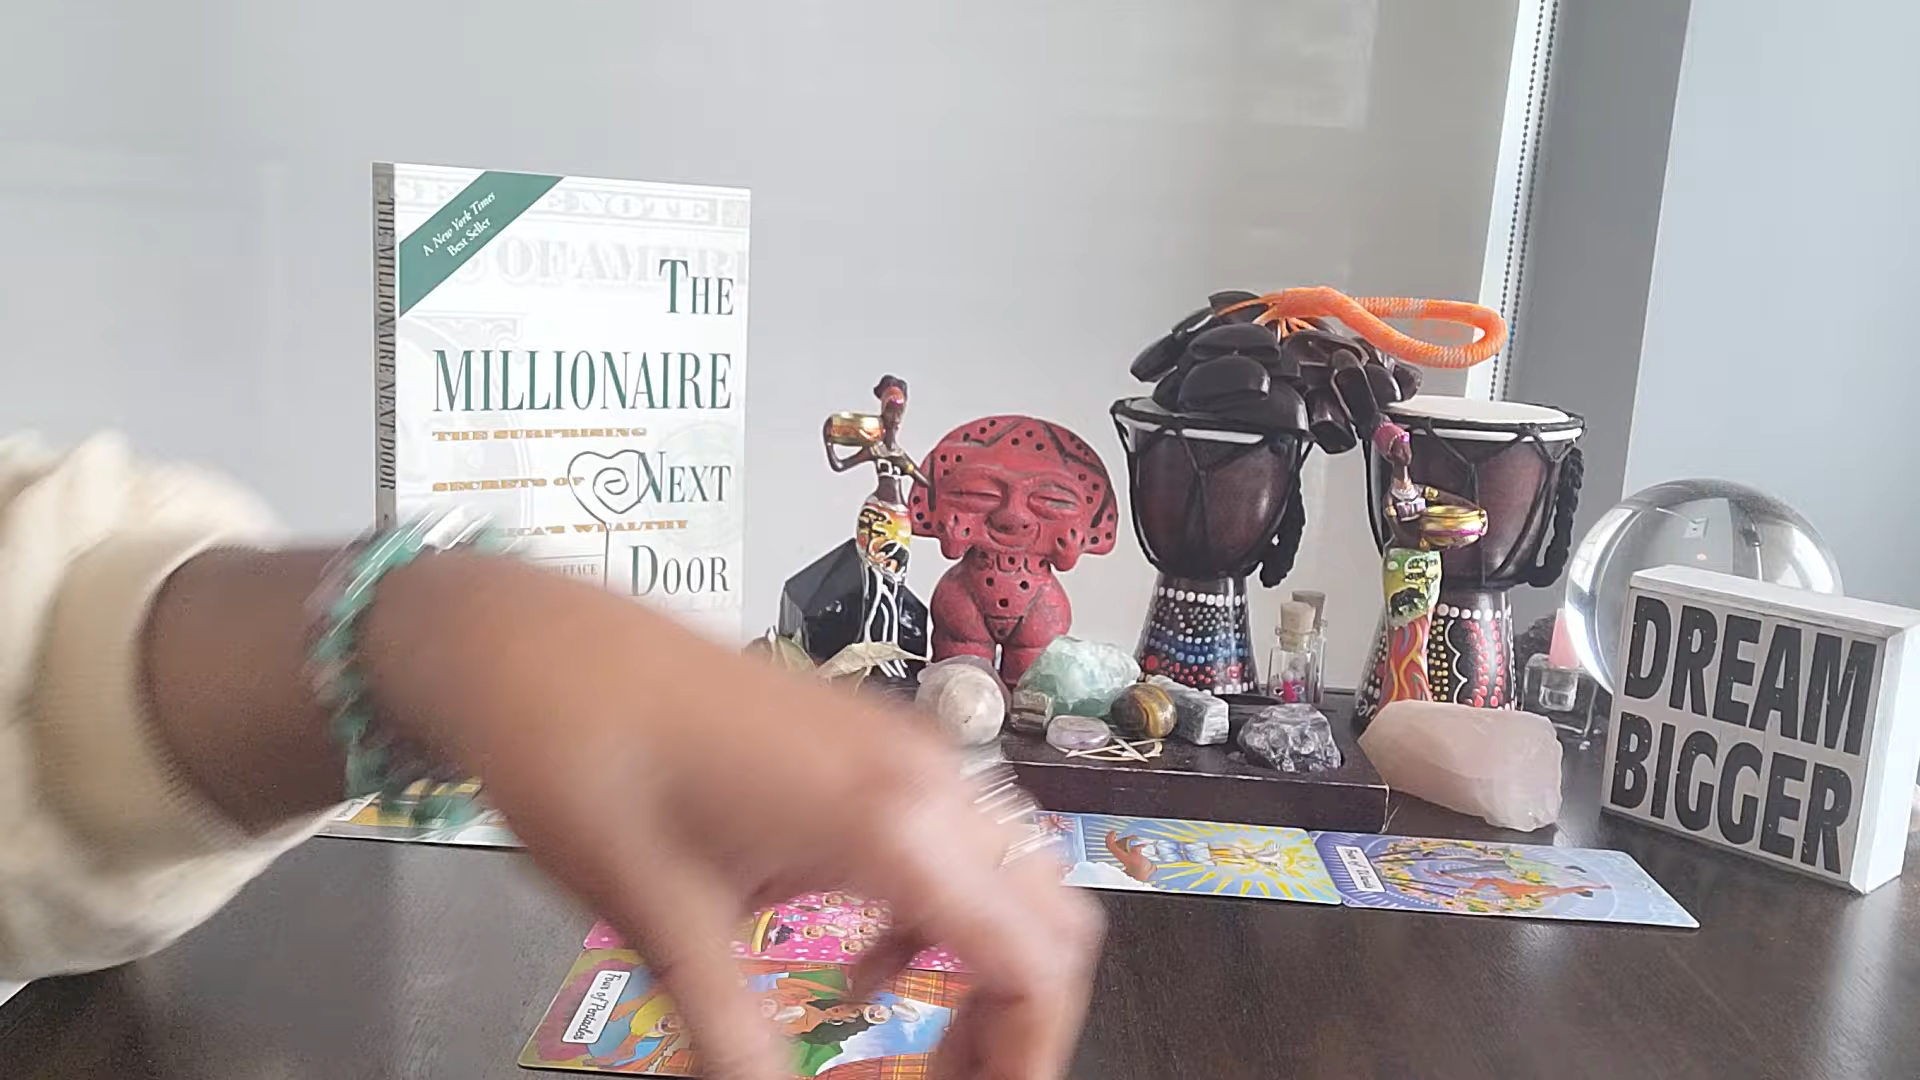 THE MILLIONAIRE NEXT DOOR
A New York Times
Best Seller
THE
MILLIONAIRE
THE SURPRISING
SECRETS OF
NEXT
WEALTHY
DOOR
DREAM
BIGGER
Four of Pentacles